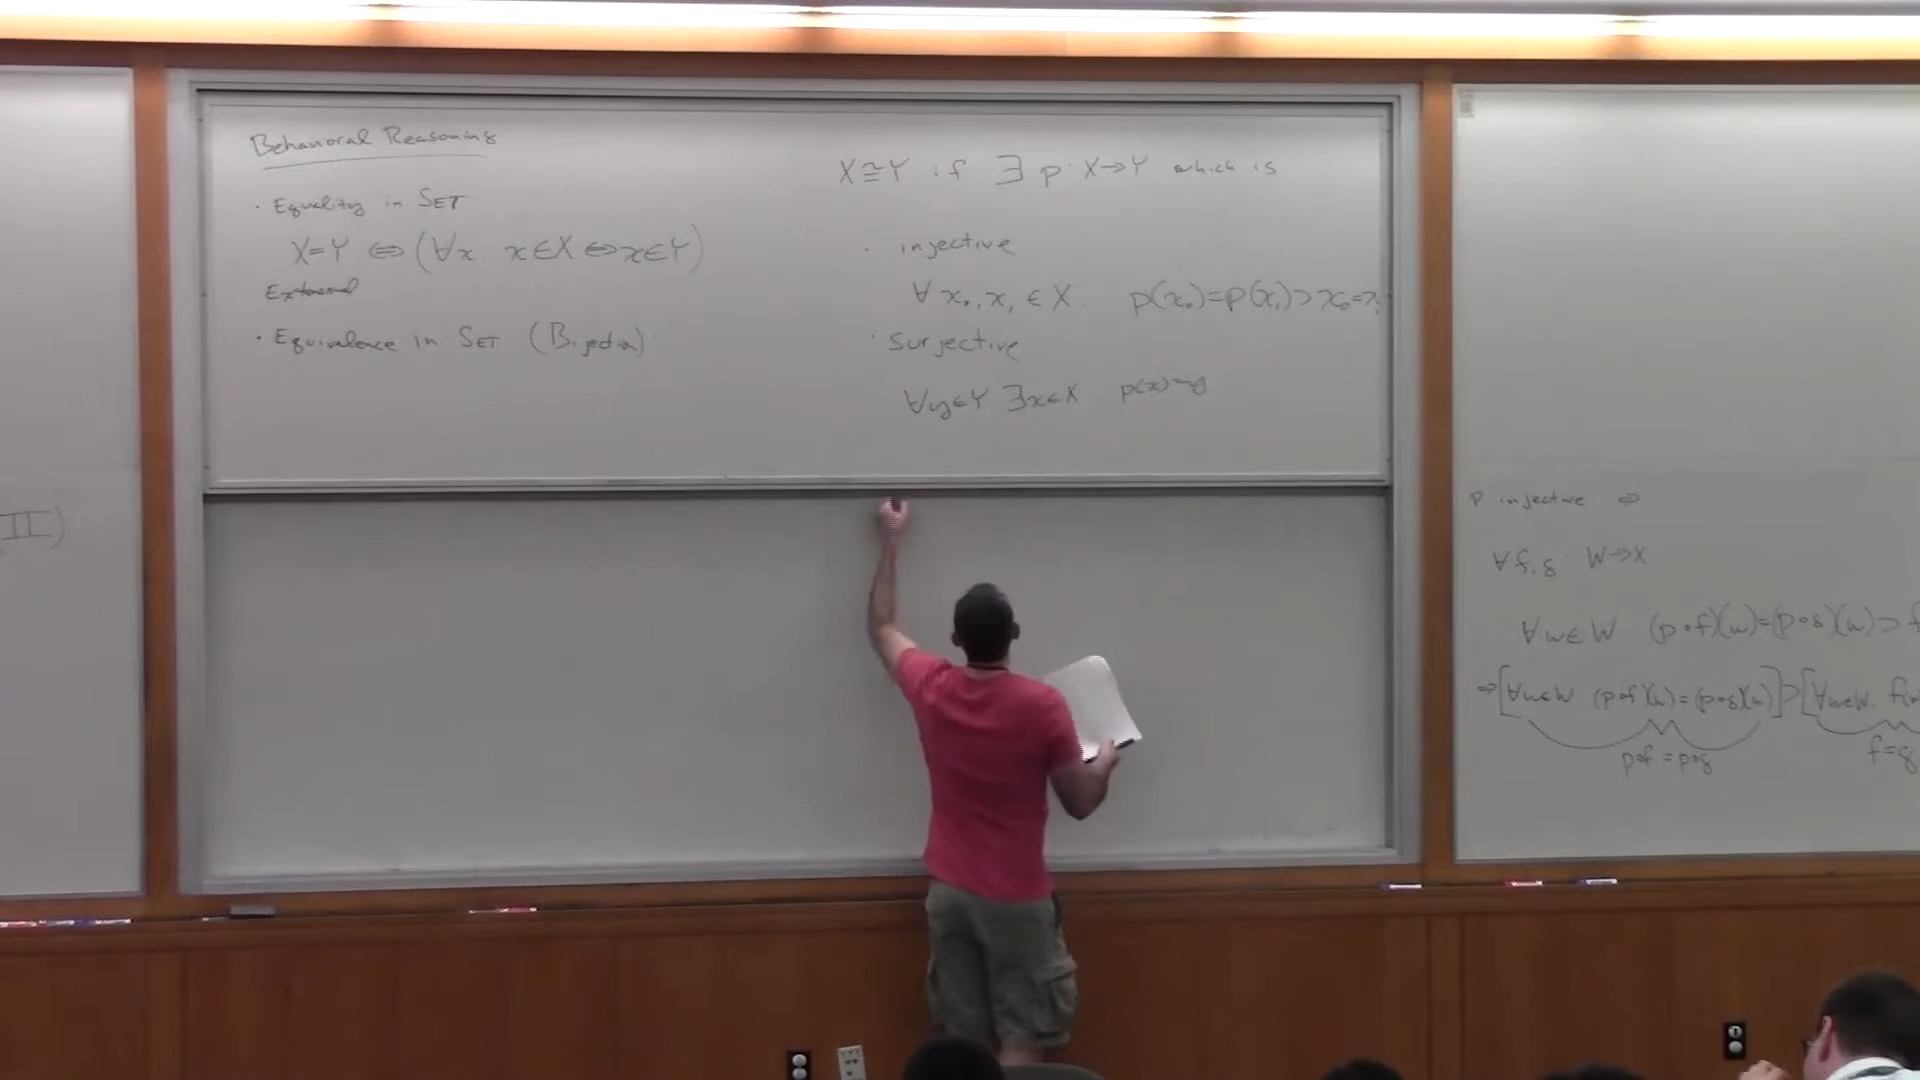 II)
Behavioral Reasoning
· Equality in SET
X=Y ⇔ (∀x. x∈X ⇔ x∈Y)
Extensional
· Equivalence in SET (Bijection)
X≅Y if ∃ p: X→Y which is
· injective
∀ x₀, x₁ ∈ X p(x₀)=p(x₁) ⊃ x₀=x₁
· surjective
∀y∈Y ∃x∈X p(x)=y
p injective ⇒
∀f,g W→X
∀w∈W (p∘f)(w)=(p∘g)(w) ⊃ f
⇒[∀w∈W (p∘f)(w)=(p∘g)(w)] ⊃ [∀w∈W. f(w
p∘f = p∘g f=g